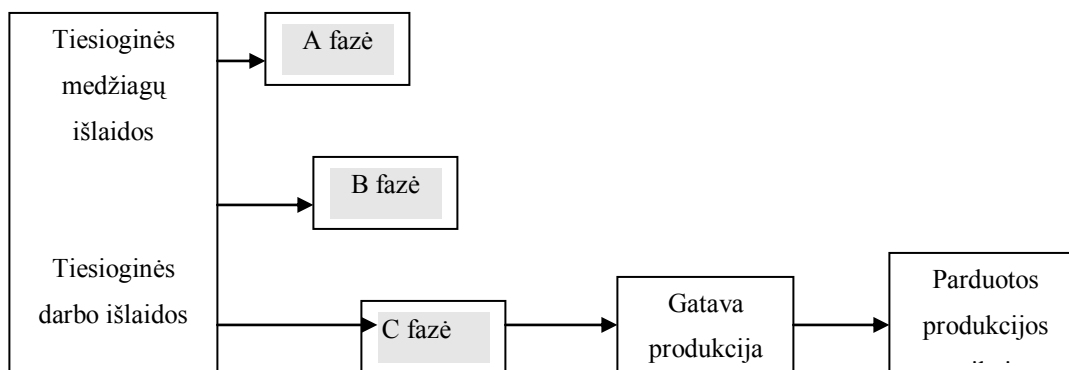 Tiesioginės
medžiagų
išlaidos
Tiesioginės
darbo išlaidos
A fazė
B fazė
C fazė
Gatava
produkcija
Parduotos
produkcijos